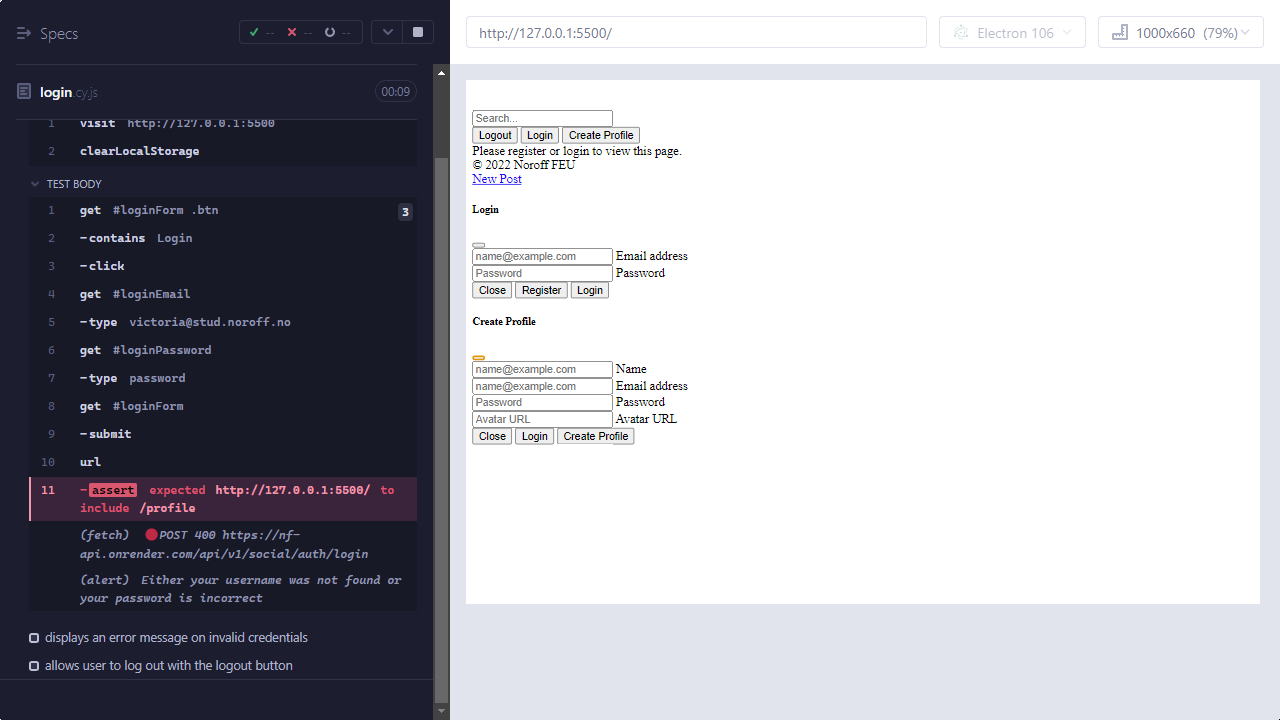 Specs
--
--
--
login.cy.js
00:09
1 visit http://127.0.0.1:5500
2 clearLocalStorage
TEST BODY
1 get #loginForm .btn 3
2 -contains Login
3 -click
4 get #loginEmail
5 -type victoria@stud.noroff.no
6 get #loginPassword
7 -type password
8 get #loginForm
9 -submit
10 url
11 -assert expected http://127.0.0.1:5500/ to
include /profile
(fetch) POST 400 https://nf-
api.onrender.com/api/v1/social/auth/login
(alert) Either your username was not found or
your password is incorrect
displays an error message on invalid credentials
allows user to log out with the logout button
http://127.0.0.1:5500/
Electron 106
1000x660 (79%)
Search...
Logout Login Create Profile
Please register or login to view this page.
© 2022 Noroff FEU
New Post
Login
name@example.com Email address
Password Password
Close Register Login
Create Profile
Name
name@example.com Email address
Password Password
Avatar URL Avatar URL
Close Login Create Profile